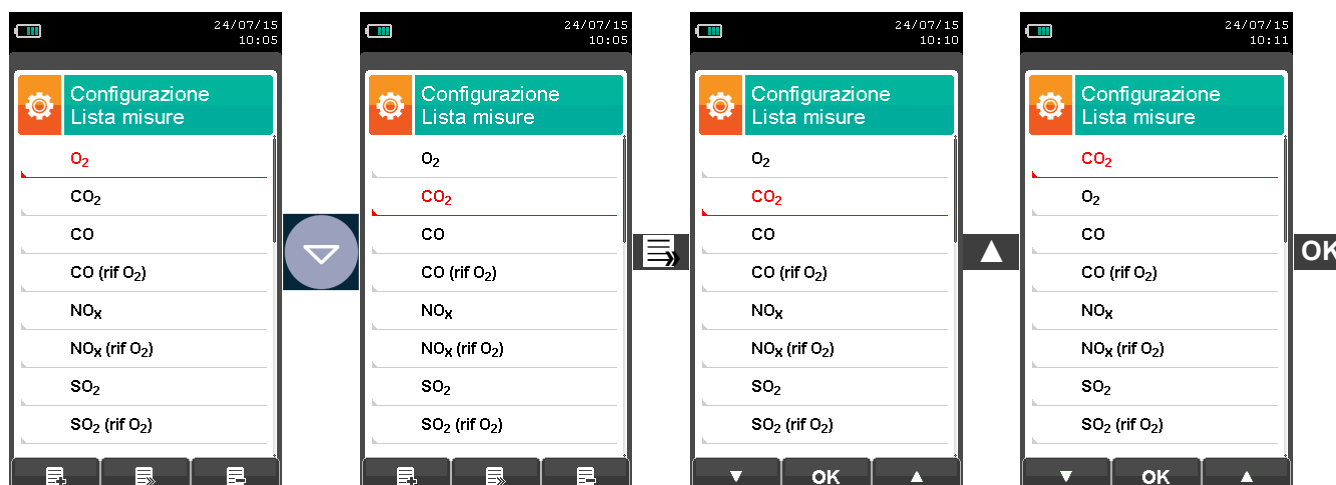 24/07/15
10:05
Configurazione
Lista misure
O₂
CO₂
CO
CO (rif O₂)
NOₓ
NOₓ (rif O₂)
SO₂
SO₂ (rif O₂)
24/07/15
10:05
Configurazione
Lista misure
O₂
CO₂
CO
CO (rif O₂)
NOₓ
NOₓ (rif O₂)
SO₂
SO₂ (rif O₂)
24/07/15
10:10
Configurazione
Lista misure
O₂
CO₂
CO
CO (rif O₂)
NOₓ
NOₓ (rif O₂)
SO₂
SO₂ (rif O₂)
OK
24/07/15
10:11
Configurazione
Lista misure
CO₂
O₂
CO
CO (rif O₂)
NOₓ
NOₓ (rif O₂)
SO₂
SO₂ (rif O₂)
OK
OK